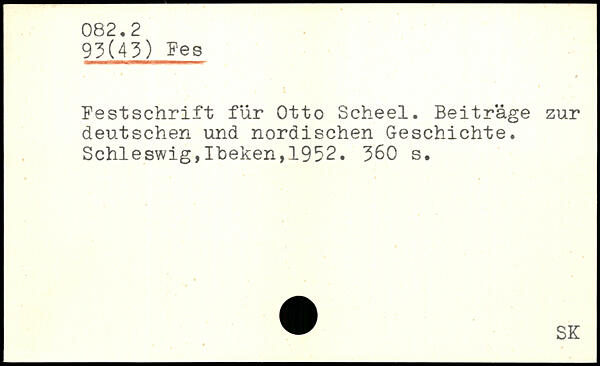 082.2
93(43) Fes
Festschrift für Otto Scheel. Beiträge zur
deutschen und nordischen Geschichte.
Schleswig,Ibeken,1952. 360 s.
SK